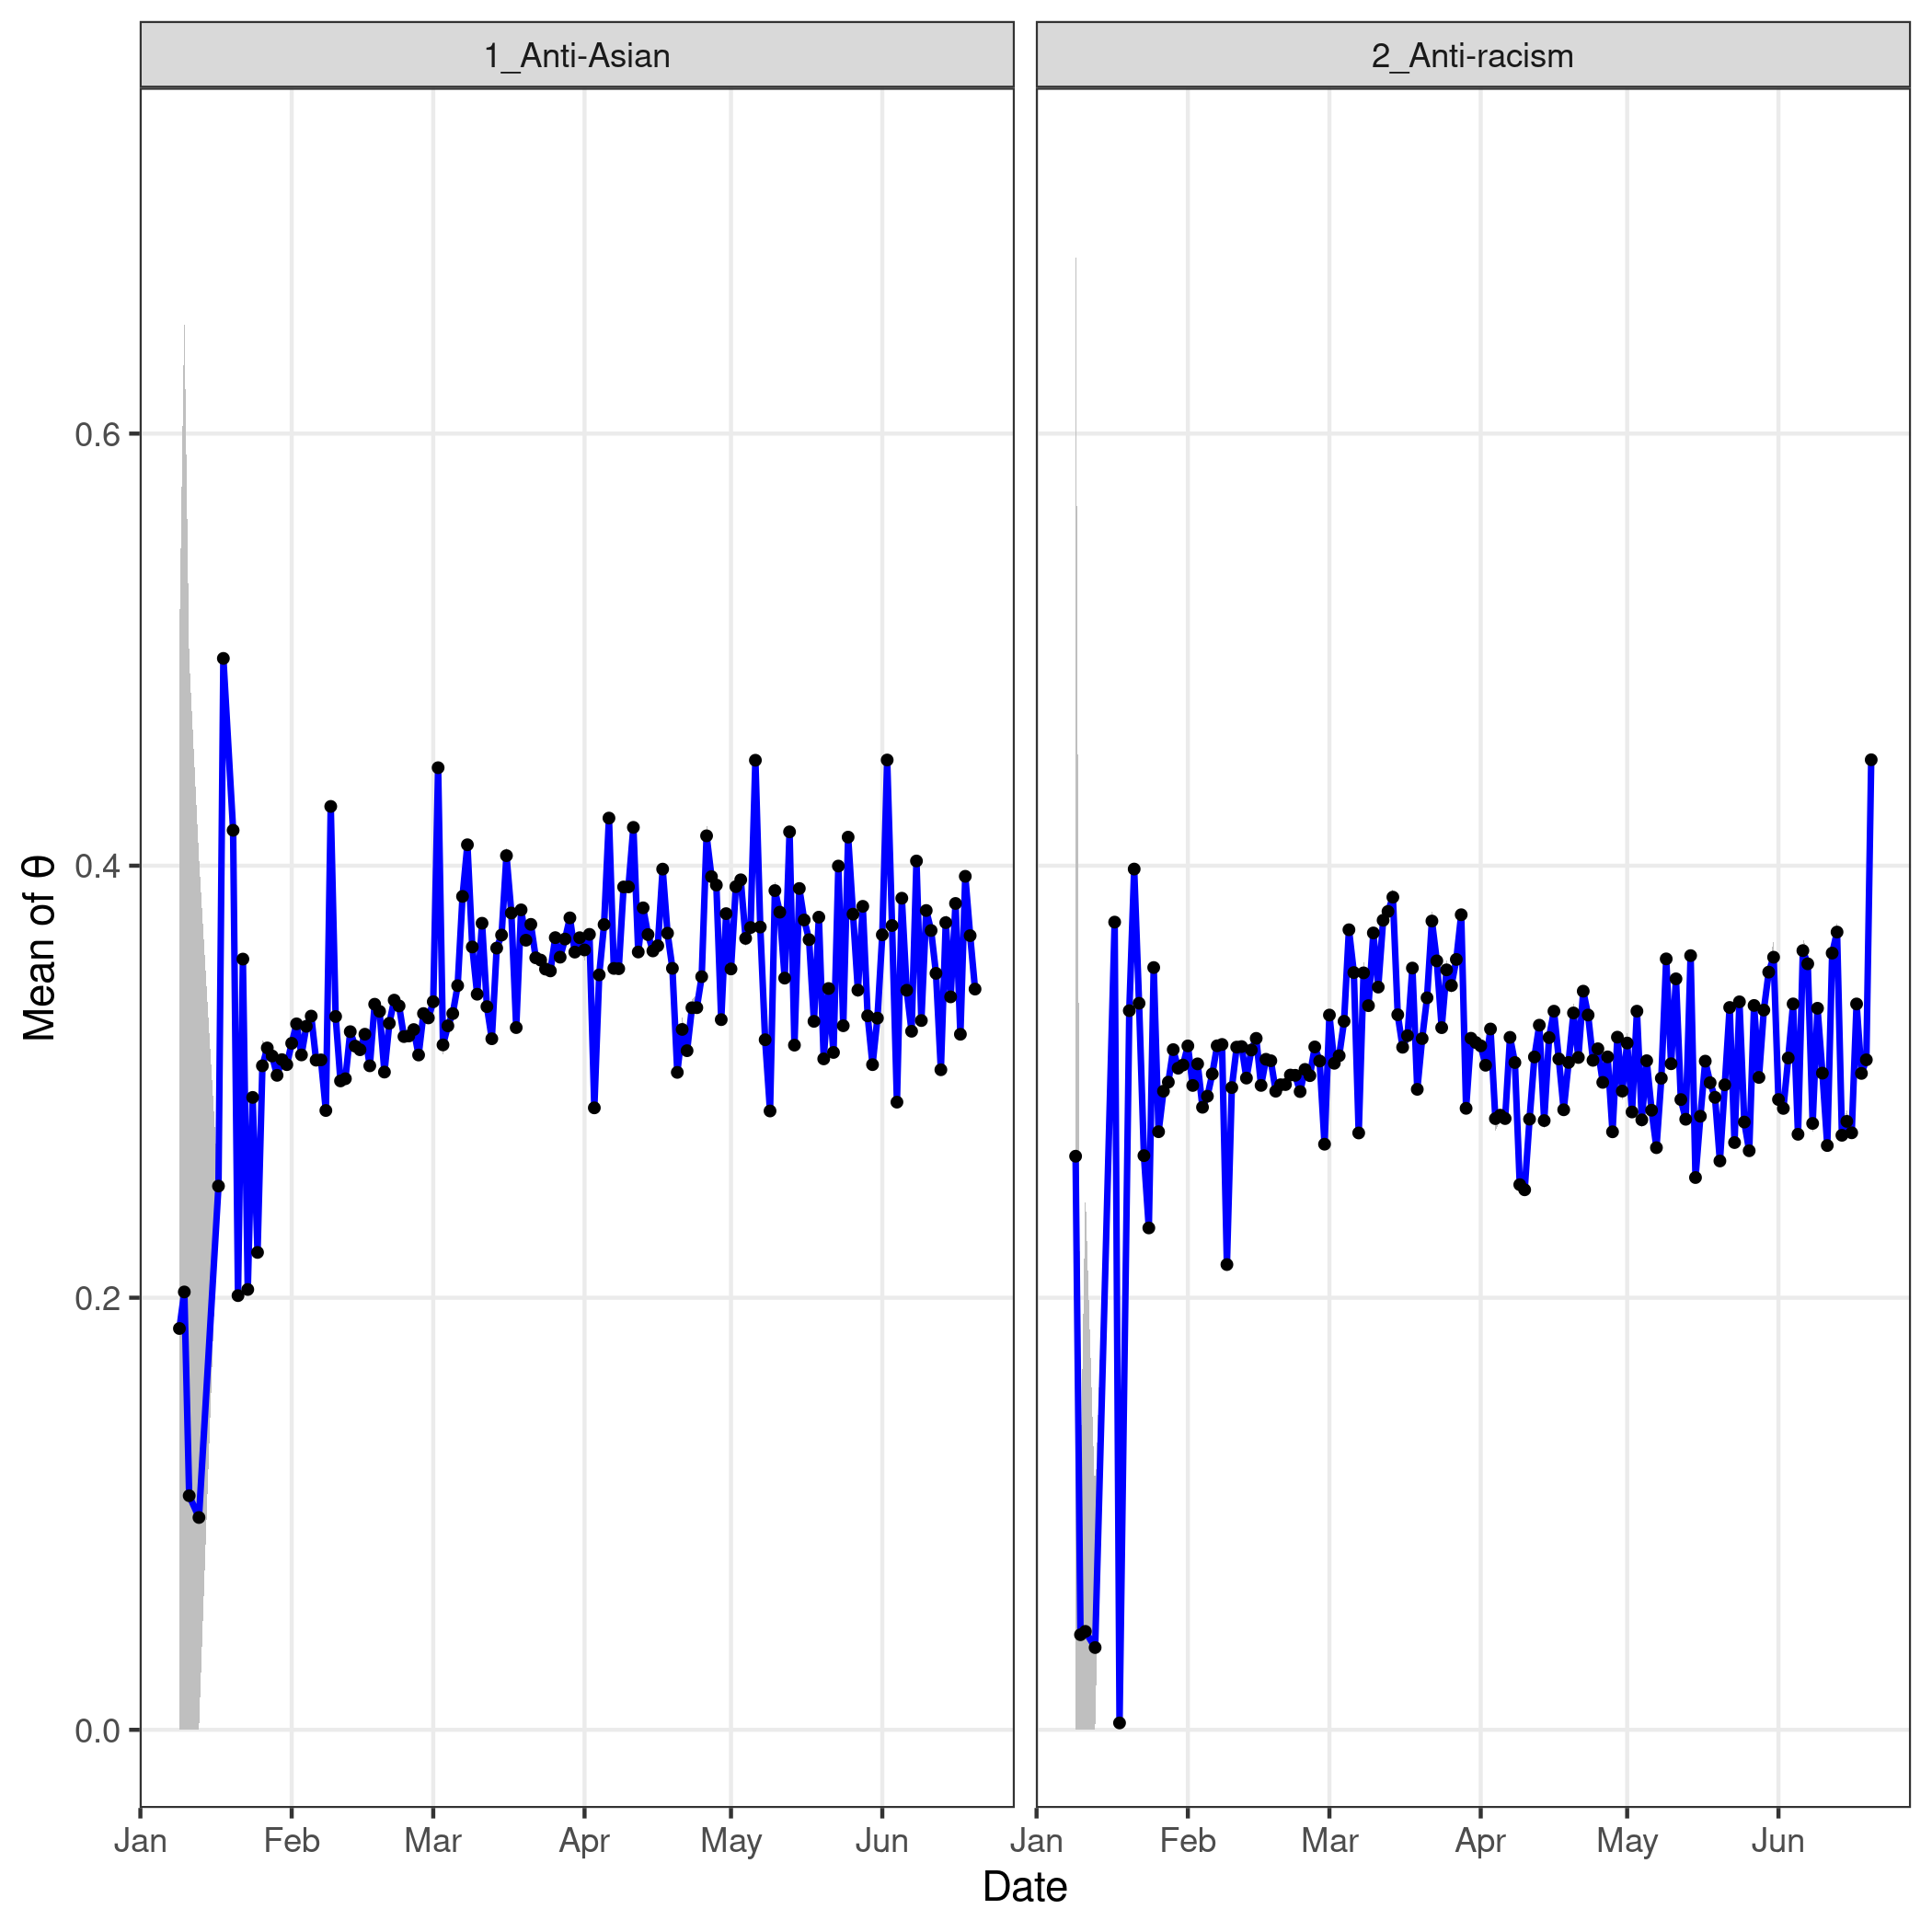 1_Anti-Asian
2_Anti-racism
Mean of θ
0.6
0.4
0.2
0.0
Jan Feb Mar Apr May Jun
Jan Feb Mar Apr May Jun
Date